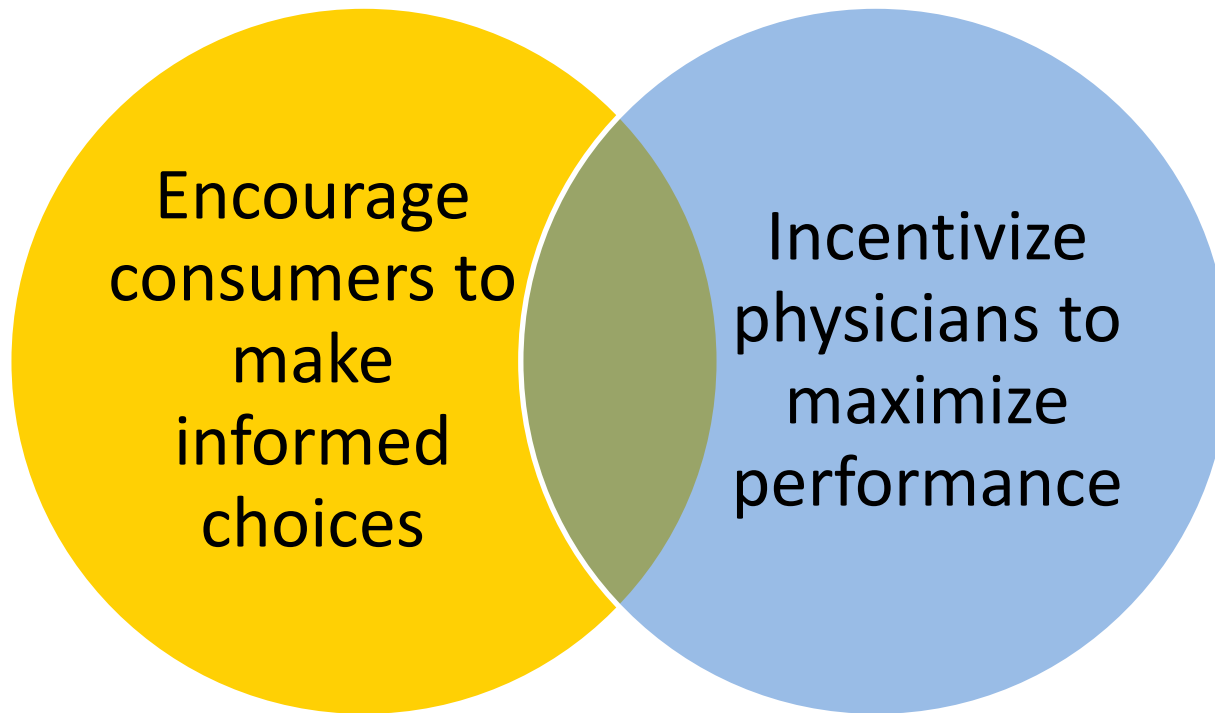 Encourage
consumers to
make
informed
choices
Incentivize
physicians to
maximize
performance